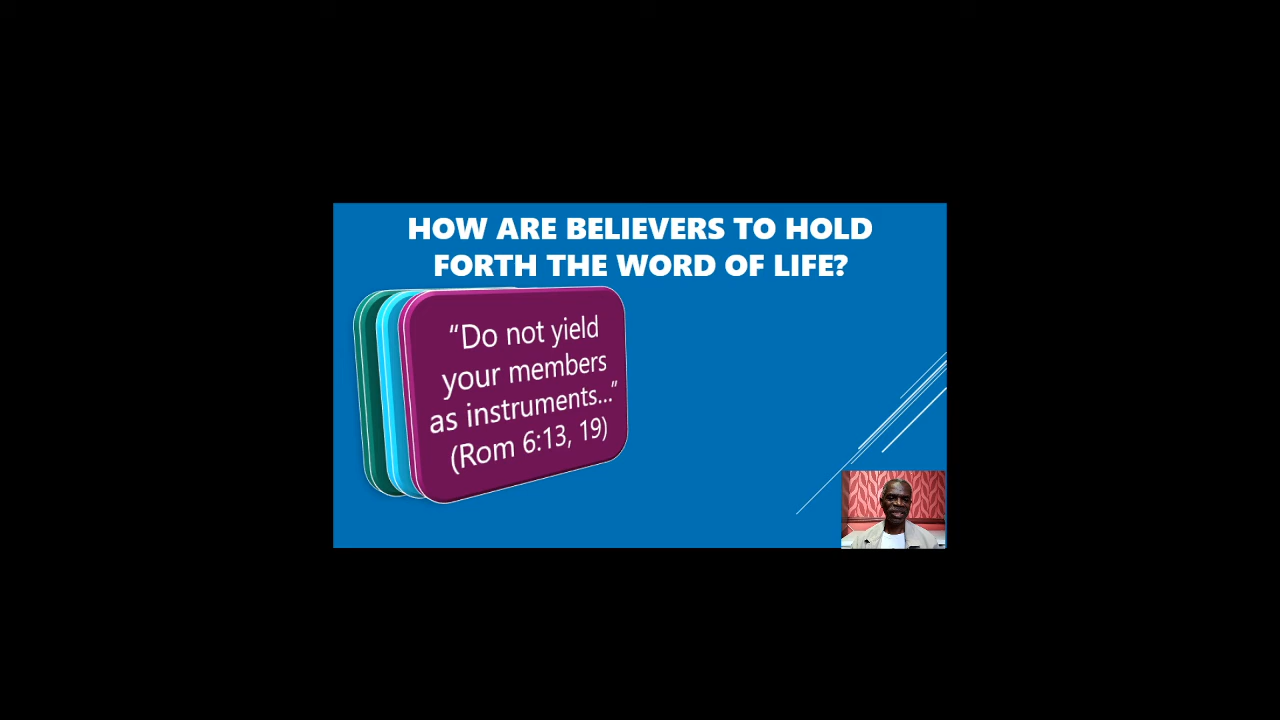 HOW ARE BELIEVERS TO HOLD
FORTH THE WORD OF LIFE?
“Do not yield
your members
as instruments...”
(Rom 6:13, 19)